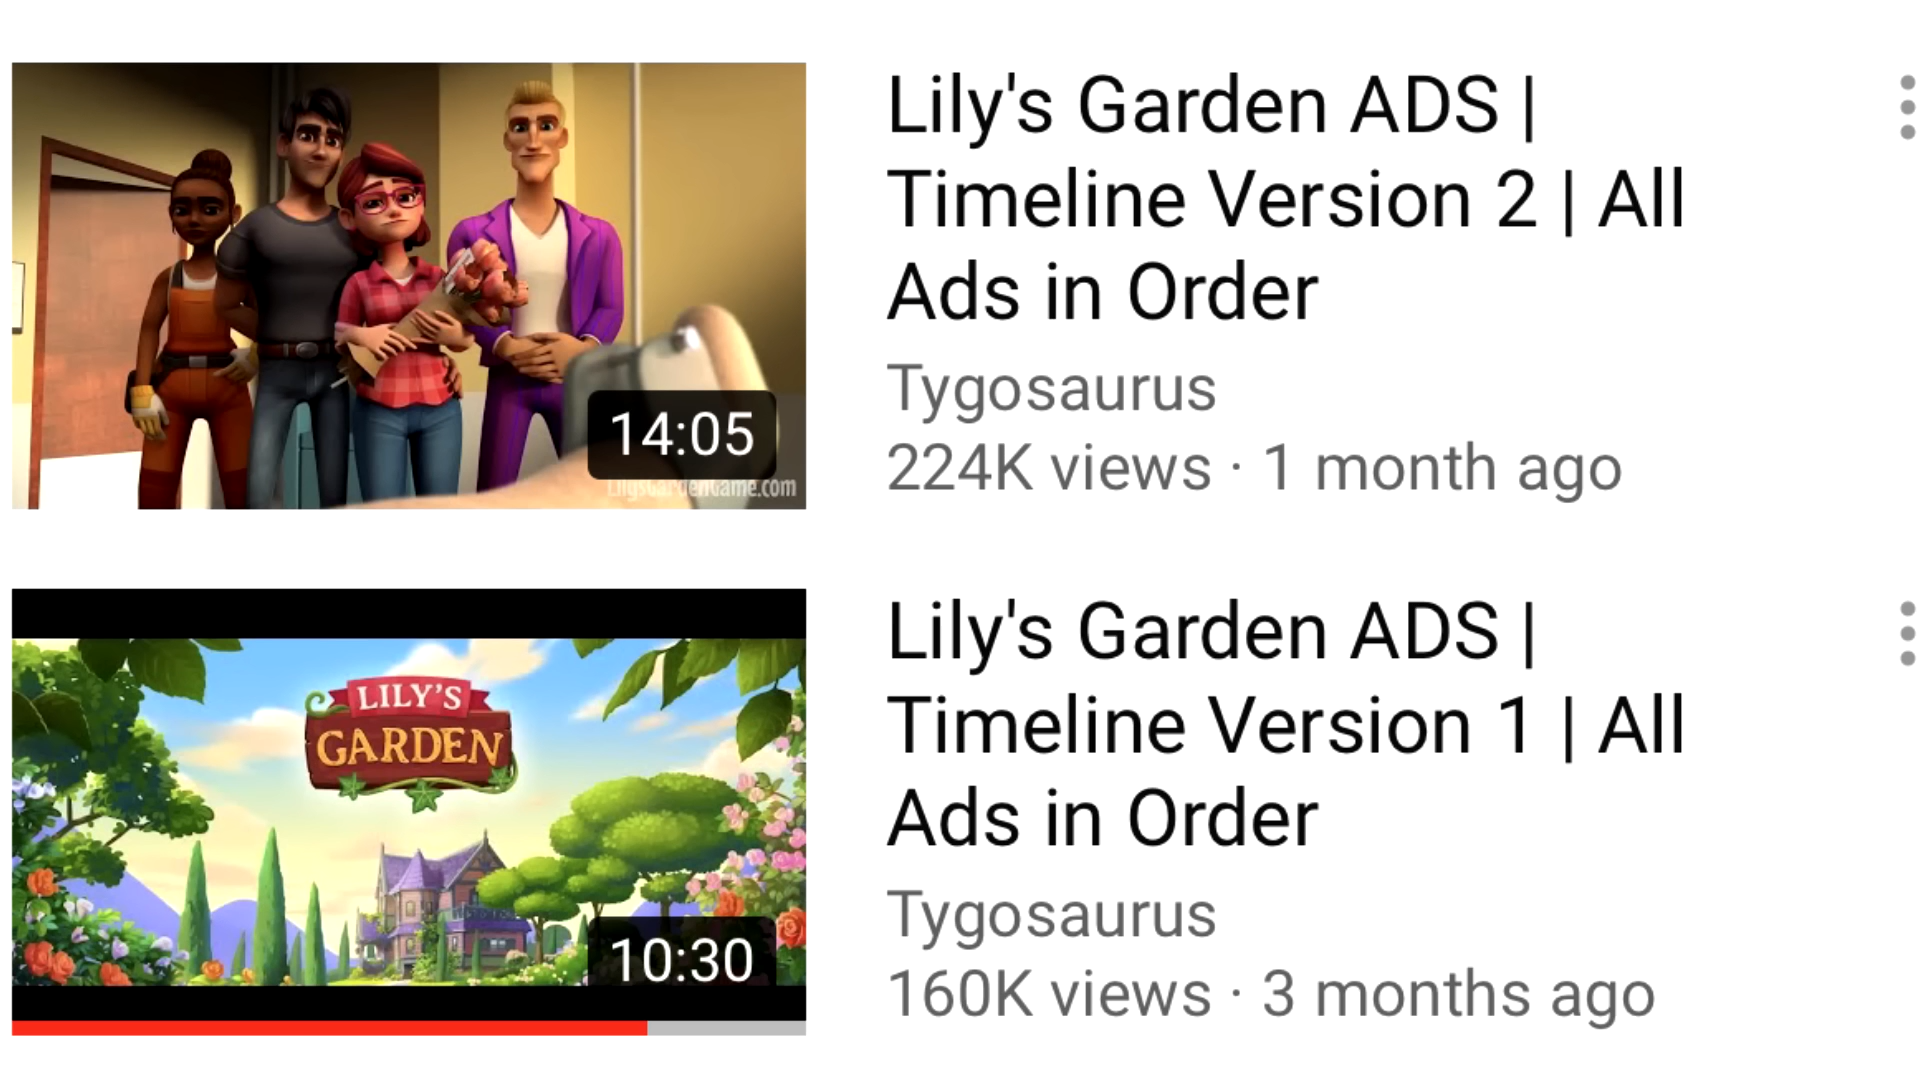 Lily's Garden ADS |
Timeline Version 2 | All
Ads in Order
Tygosaurus
224K views · 1 month ago
14:05
LilysGardenGame.com
Lily's Garden ADS |
Timeline Version 1 | All
Ads in Order
Tygosaurus
160K views · 3 months ago
LILY'S
GARDEN
10:30